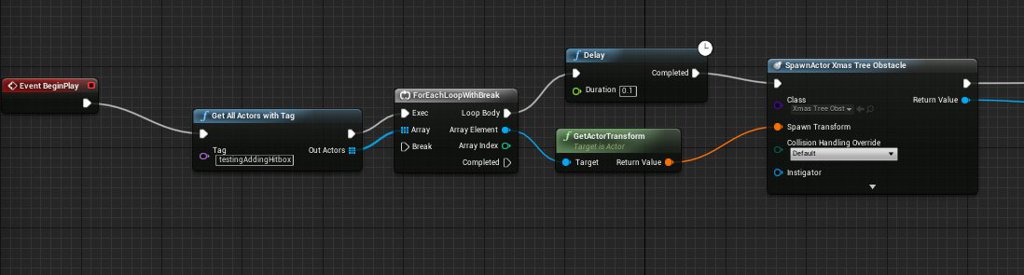 Event BeginPlay
Get All Actors with Tag
Tag
testingAddingHitbox
Out Actors
ForEachLoopWithBreak
Exec
Loop Body
Array
Array Element
Break
Array Index
Completed
Delay
Completed
Duration
0.1
GetActorTransform
Target is Actor
Target
Return Value
SpawnActor Xmas Tree Obstacle
Class
Return Value
Xmas Tree Obst
Spawn Transform
Collision Handling Override
Default
Instigator